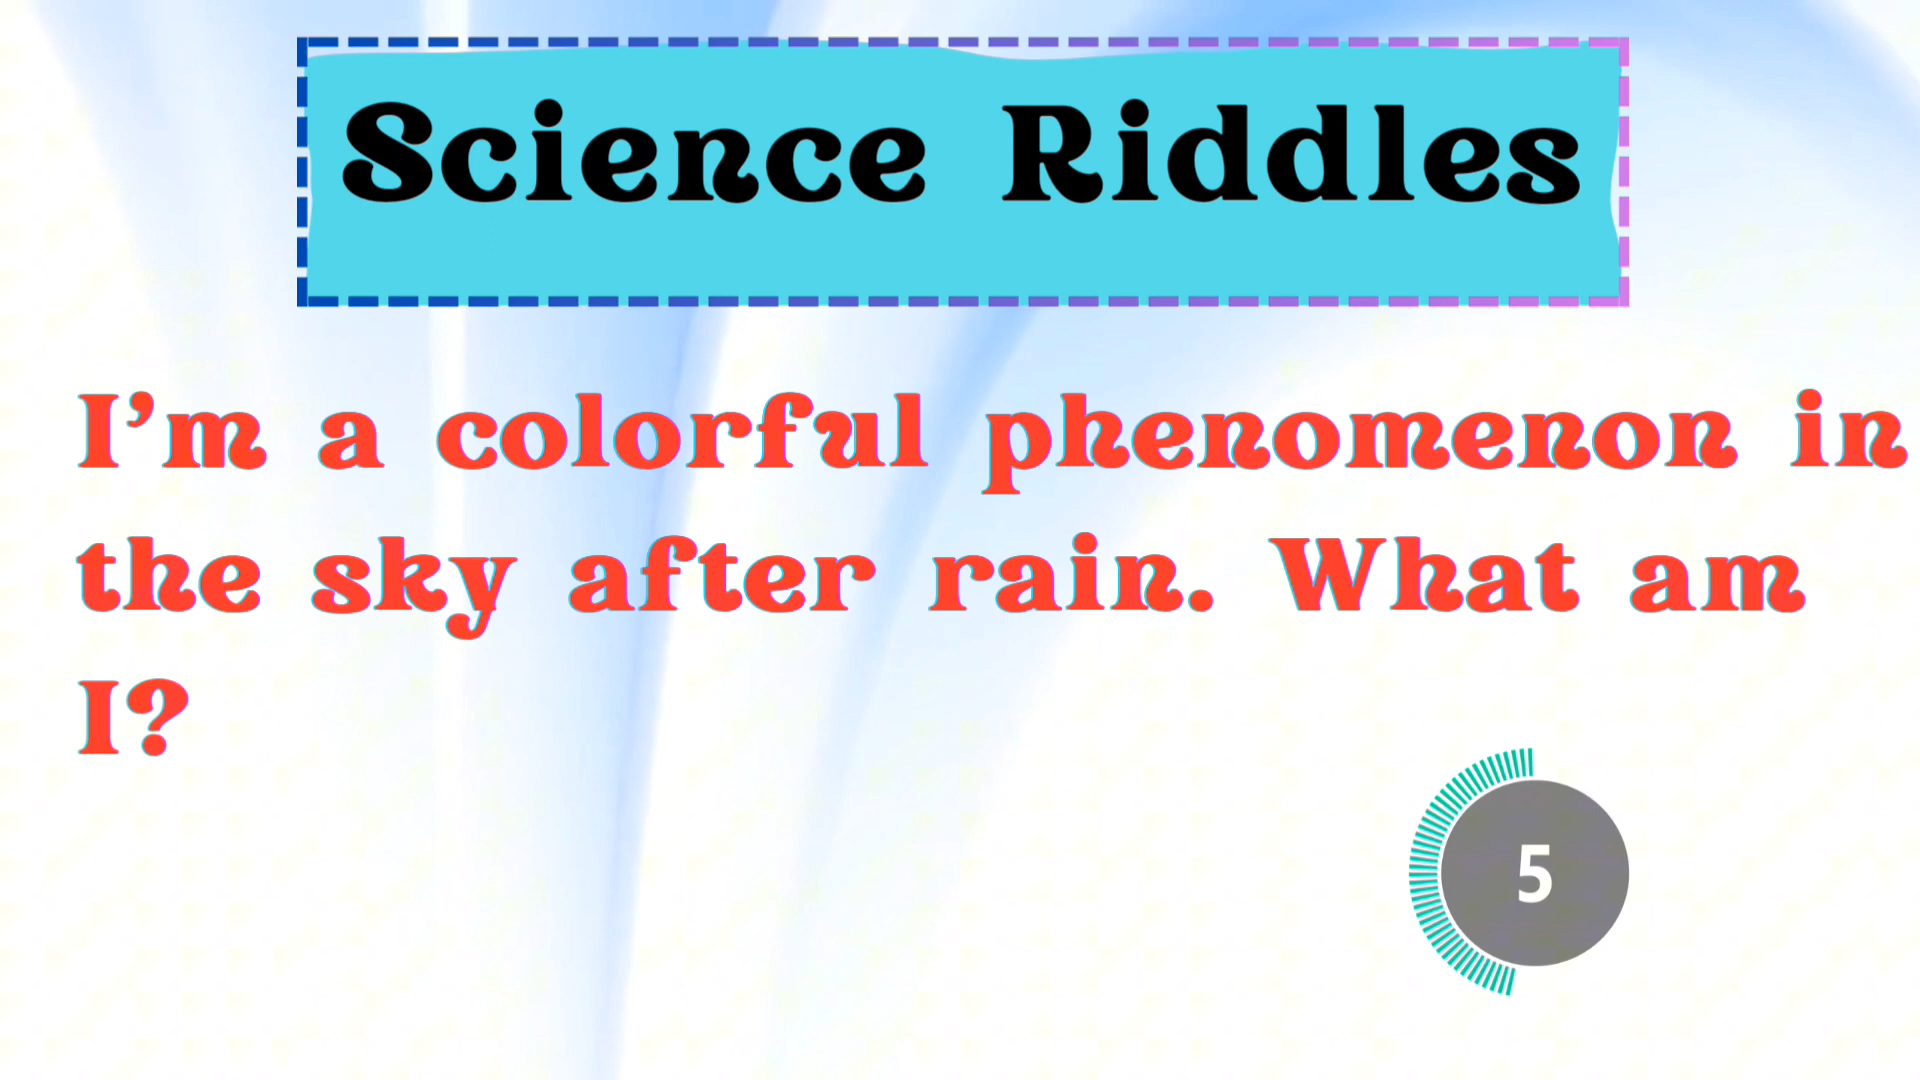 Science Riddles
I’m a colorful phenomenon in
the sky after rain. What am
I?
5